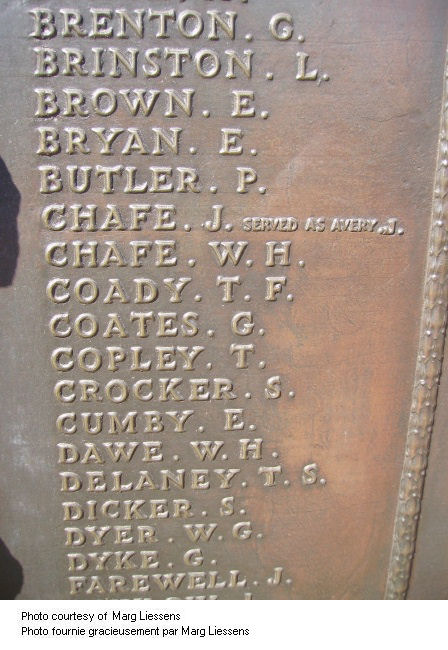 BRENTON. G.
BRINSTON. L.
BROWN. E.
BRYAN. E.
BUTLER. P.
CHAFE. J. SERVED AS AVERY. J.
CHAFE. W. H.
COADY. T. F.
COATES. G.
COPLEY. T.
CROCKER. S.
CUMBY. E.
DAWE. W. H.
DELANEY. T. S.
DICKER. S.
DYER. W. G.
DYKE. G.
FAREWELL. J.
Photo courtesy of Marg Liessens
Photo fournie gracieusement par Marg Liessens